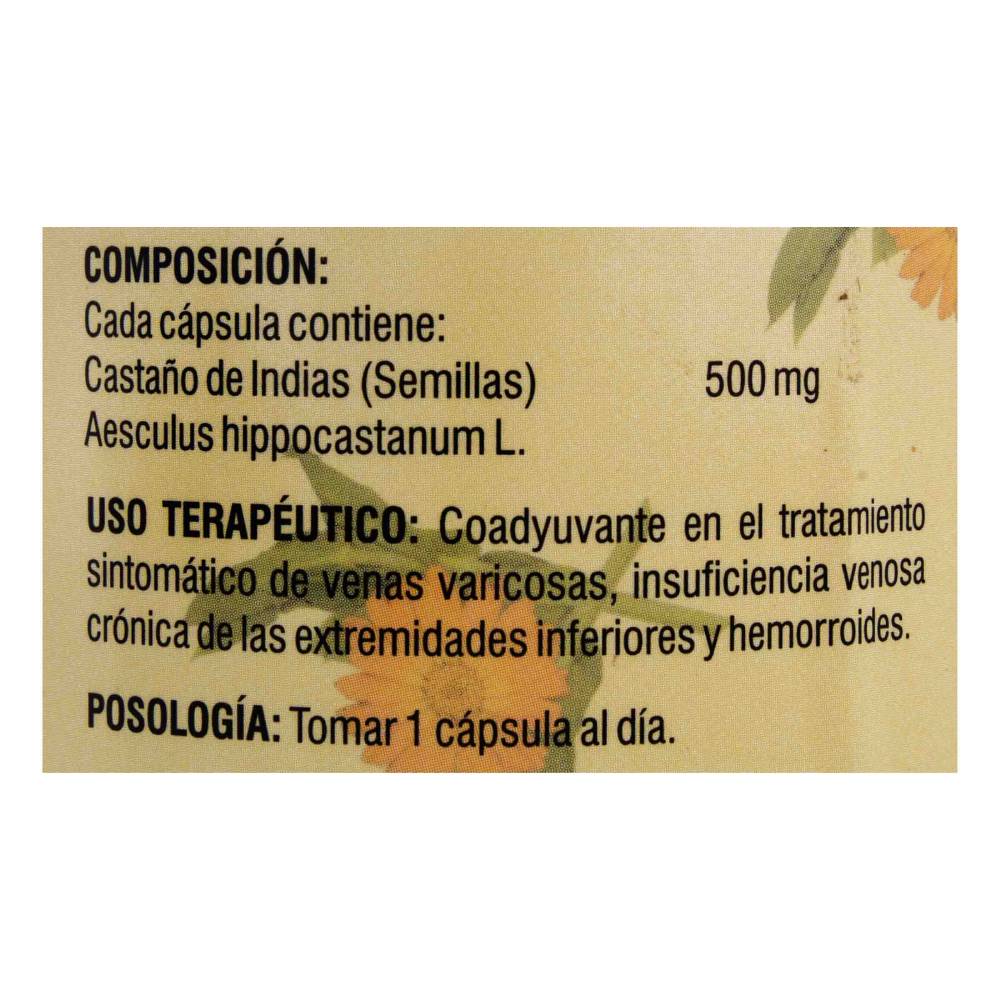 COMPOSICIÓN:
Cada cápsula contiene:
Castaño de Indias (Semillas) 500 mg
Aesculus hippocastanum L.
USO TERAPÉUTICO: Coadyuvante en el tratamiento
sintomático de venas varicosas, insuficiencia venosa
crónica de las extremidades inferiores y hemorroides.
POSOLOGÍA: Tomar 1 cápsula al día.